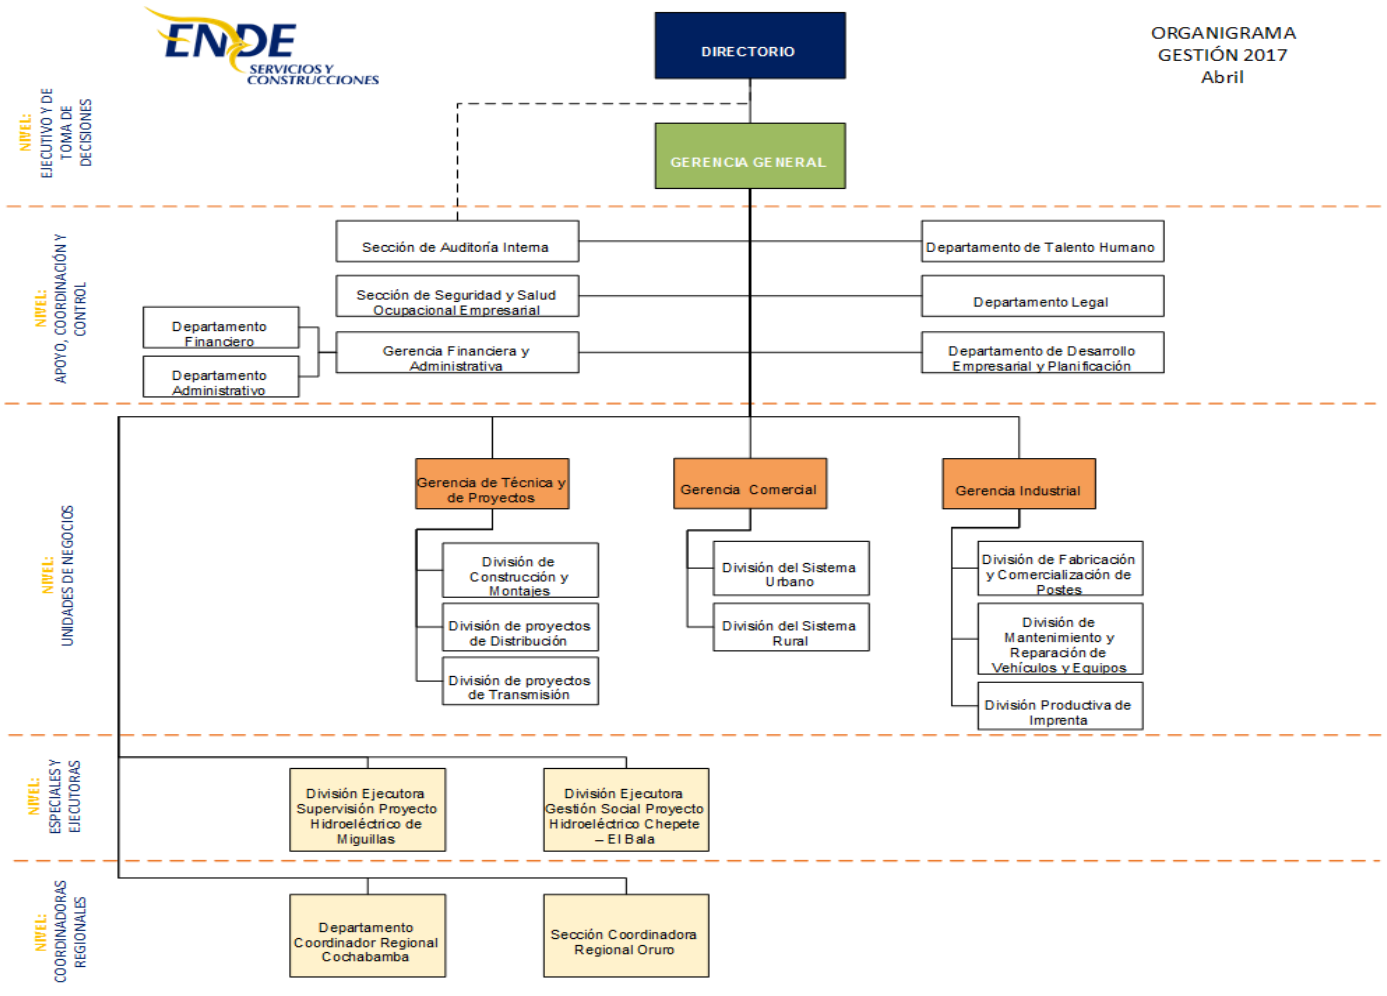 ENDE
SERVICIOS Y
CONSTRUCCIONES
ORGANIGRAMA
GESTIÓN 2017
Abril
NIVEL:
EJECUTIVO Y DE
TOMA DE
DECISIONES
DIRECTORIO
GERENCIA GENERAL
NIVEL:
APOYO, COORDINACIÓN Y
CONTROL
Sección de Auditoría Interna
Departamento de Talento Humano
Sección de Seguridad y Salud
Ocupacional Empresarial
Departamento Legal
Departamento
Financiero
Departamento
Administrativo
Gerencia Financiera y
Administrativa
Departamento de Desarrollo
Empresarial y Planificación
NIVEL:
UNIDADES DE NEGOCIOS
Gerencia de Técnica y
de Proyectos
División de
Construcción y
Montajes
División de proyectos
de Distribución
División de proyectos
de Transmisión
Gerencia Comercial
División del Sistema
Urbano
División del Sistema
Rural
Gerencia Industrial
División de Fabricación
y Comercialización de
Postes
División de
Mantenimiento y
Reparación de
Vehículos y Equipos
División Productiva de
Imprenta
NIVEL:
ESPECIALES Y
EJECUTORAS
División Ejecutora
Supervisión Proyecto
Hidroeléctrico de
Miguillas
División Ejecutora
Gestión Social Proyecto
Hidroeléctrico Chepete
– El Bala
NIVEL:
COORDINADORAS
REGIONALES
Departamento
Coordinador Regional
Cochabamba
Sección Coordinadora
Regional Oruro